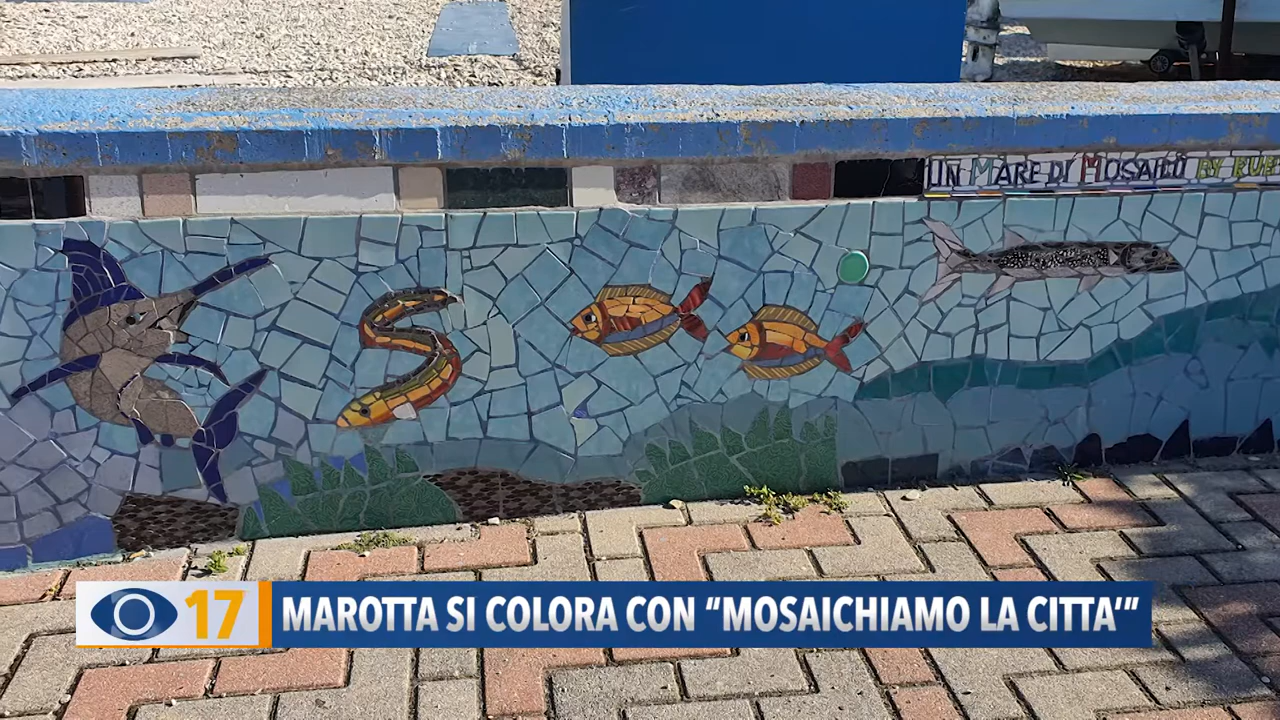 UN MARE DI MOSAICO BY
17 MAROTTA SI COLORA CON “MOSAICHIAMO LA CITTA‘”